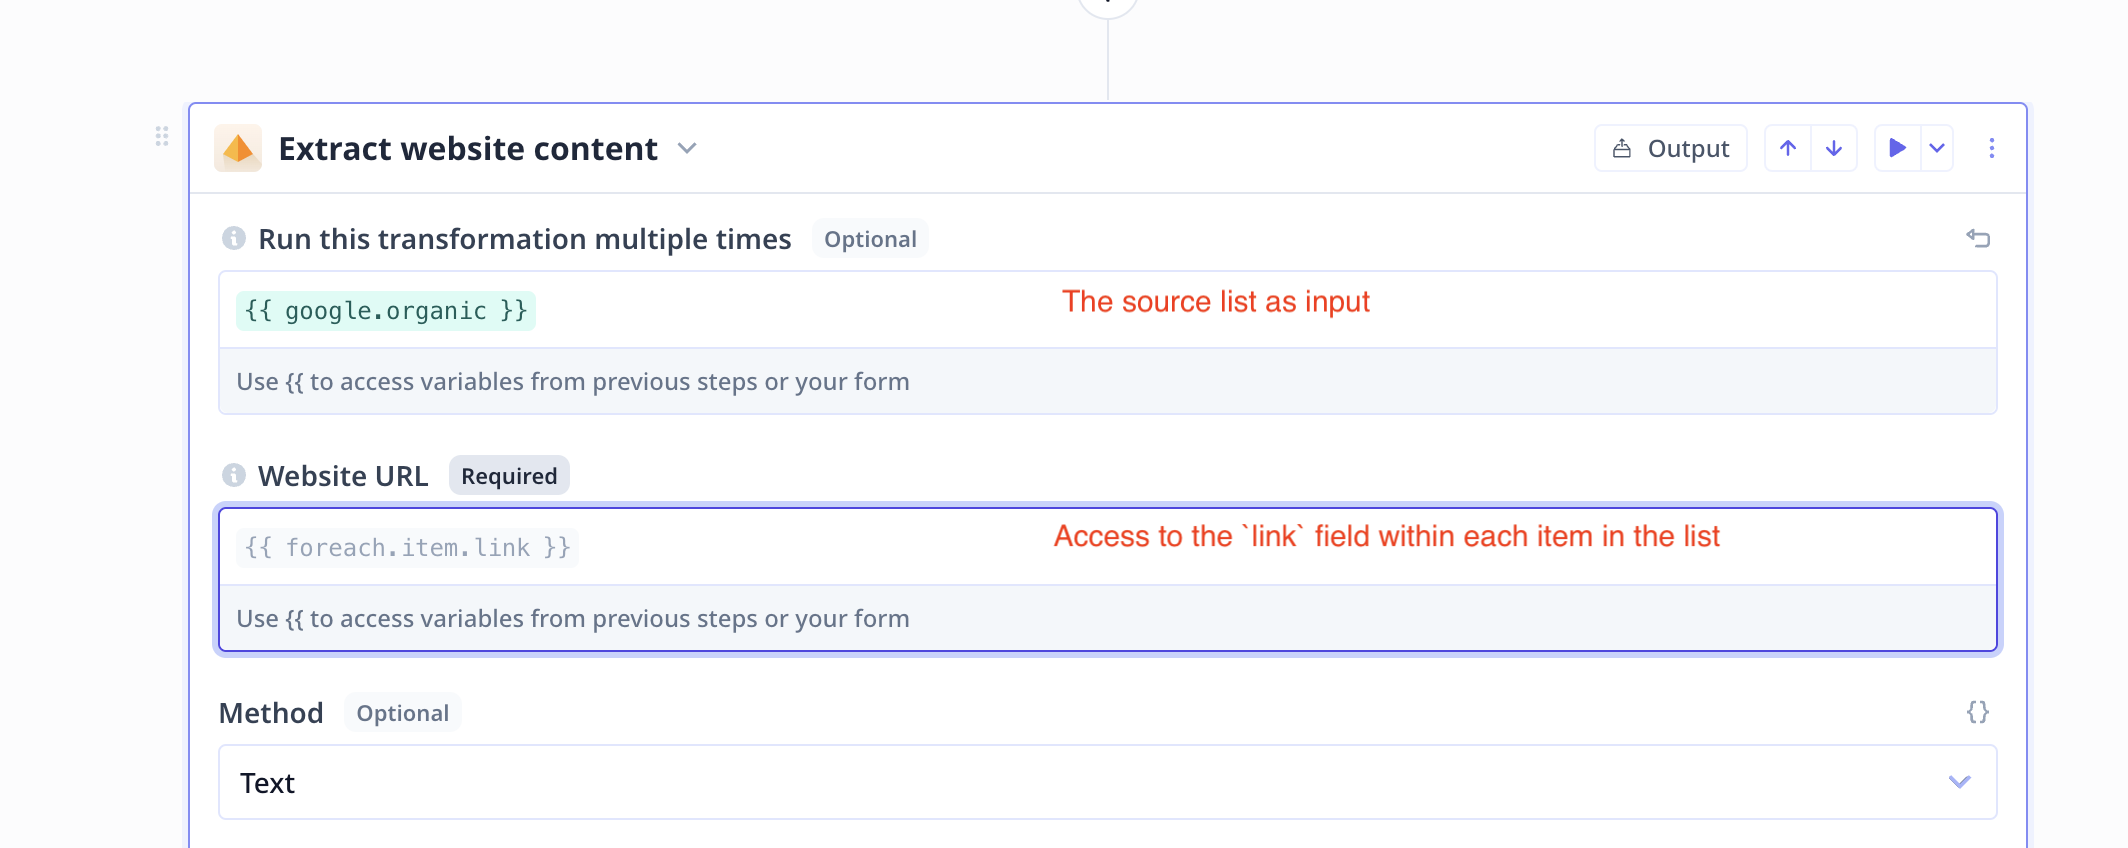 Extract website content
Output
Run this transformation multiple times Optional
{{ google.organic }}
The source list as input
Use {{ to access variables from previous steps or your form
Website URL Required
{{ foreach.item.link }}
Access to the `link` field within each item in the list
Use {{ to access variables from previous steps or your form
Method Optional
{}
Text